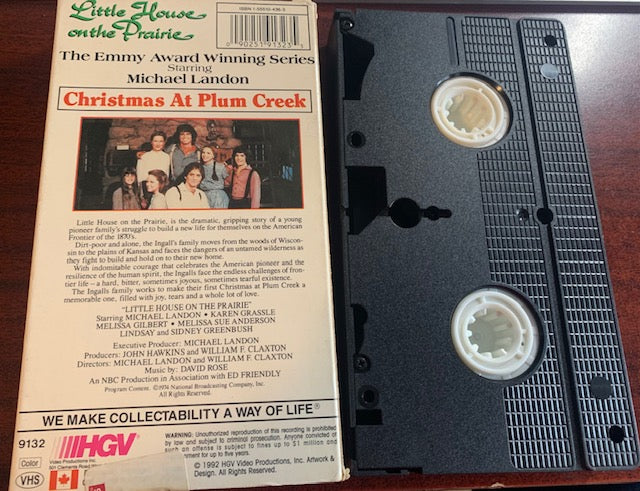 Little House
on the Prairie
ISBN 1-55510-436-3
0 90251 91323 1
The Emmy Award Winning Series
Starring
Michael Landon
Christmas At Plum Creek
Little House on the Prairie, is the dramatic, gripping story of a young
pioneer family's struggle to build a new life for themselves on the American
Frontier of the 1870's.
Dirt-poor and alone, the Ingall's family moves from the woods of Wiscon-
sin to the plains of Kansas and faces the dangers of an untamed wilderness as
they fight to build and hold on to their new home.
With indomitable courage that celebrates the American pioneer and the
resilience of the human spirit, the Ingalls face the endless challenges of fron-
tier life – a hard, bitter, sometimes joyous, sometimes tearful existence.
The Ingalls family works to make their first Christmas at Plum Creek a
memorable one, filled with joy, tears and a whole lot of love.
"LITTLE HOUSE ON THE PRAIRIE"
Starring MICHAEL LANDON • KAREN GRASSLE
MELISSA GILBERT • MELISSA SUE ANDERSON
LINDSAY and SIDNEY GREENBUSH
Executive Producer: MICHAEL LANDON
Producers: JOHN HAWKINS and WILLIAM F. CLAXTON
Directors: MICHAEL LANDON and WILLIAM F. CLAXTON
Music by: DAVID ROSE
An NBC Production in Association with ED FRIENDLY
Program Content. ©1974 National Broadcasting Company, Inc.
All Rights Reserved.
WE MAKE COLLECTABILITY A WAY OF LIFE®
9132
HGV
Video Productions Inc.
501 Clements Road
Color
VHS
WARNING: Unauthorized reproduction of this recording is prohibited
by law and subject to criminal prosecution. Anyone convicted of
such an offense is subject to fines up to $1 million and
ment for up to five years.
© 1992 HGV Video Productions, Inc. Artwork &
Design. All Rights Reserved.